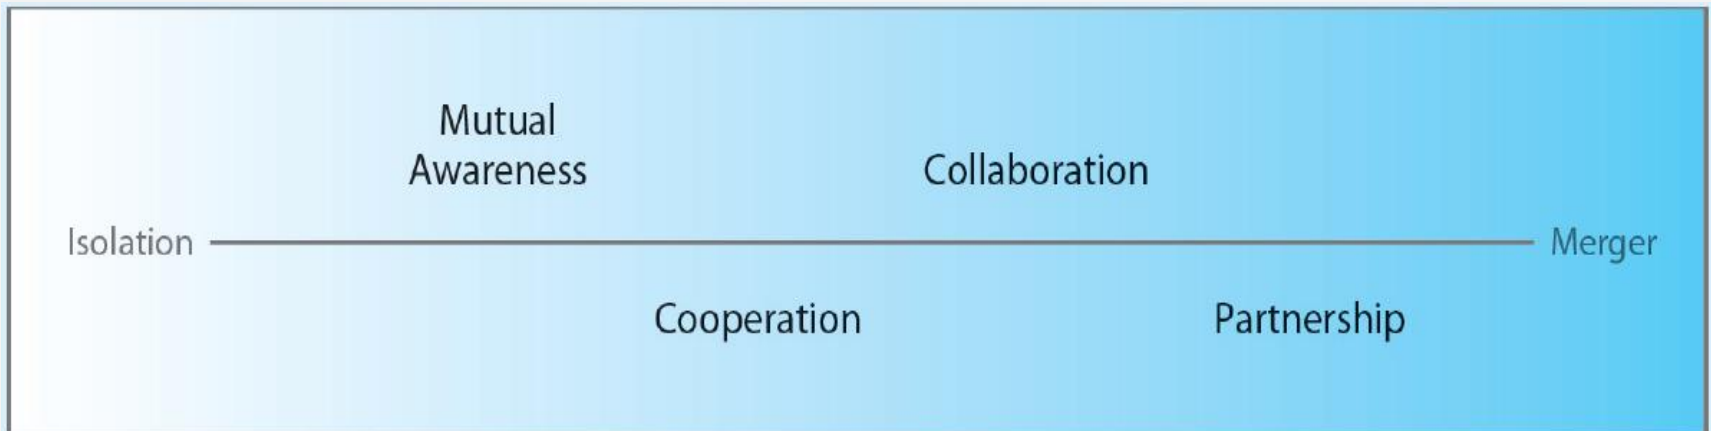 Mutual
Awareness
Collaboration
Isolation
Merger
Cooperation
Partnership